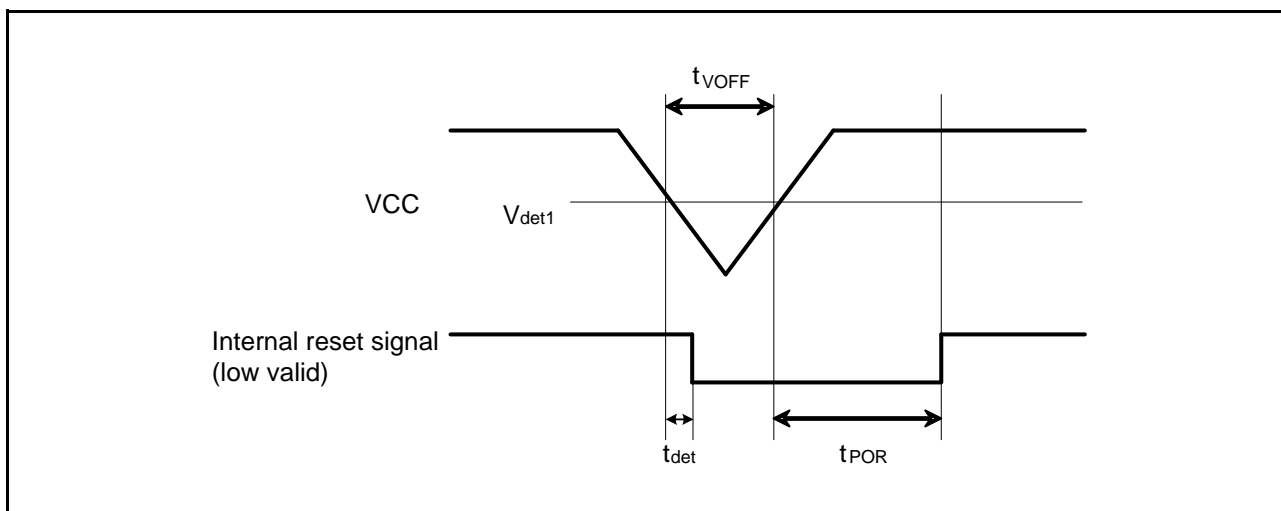 tVOFF
VCC
Vdet1
Internal reset signal
(low valid)
tdet
tPOR